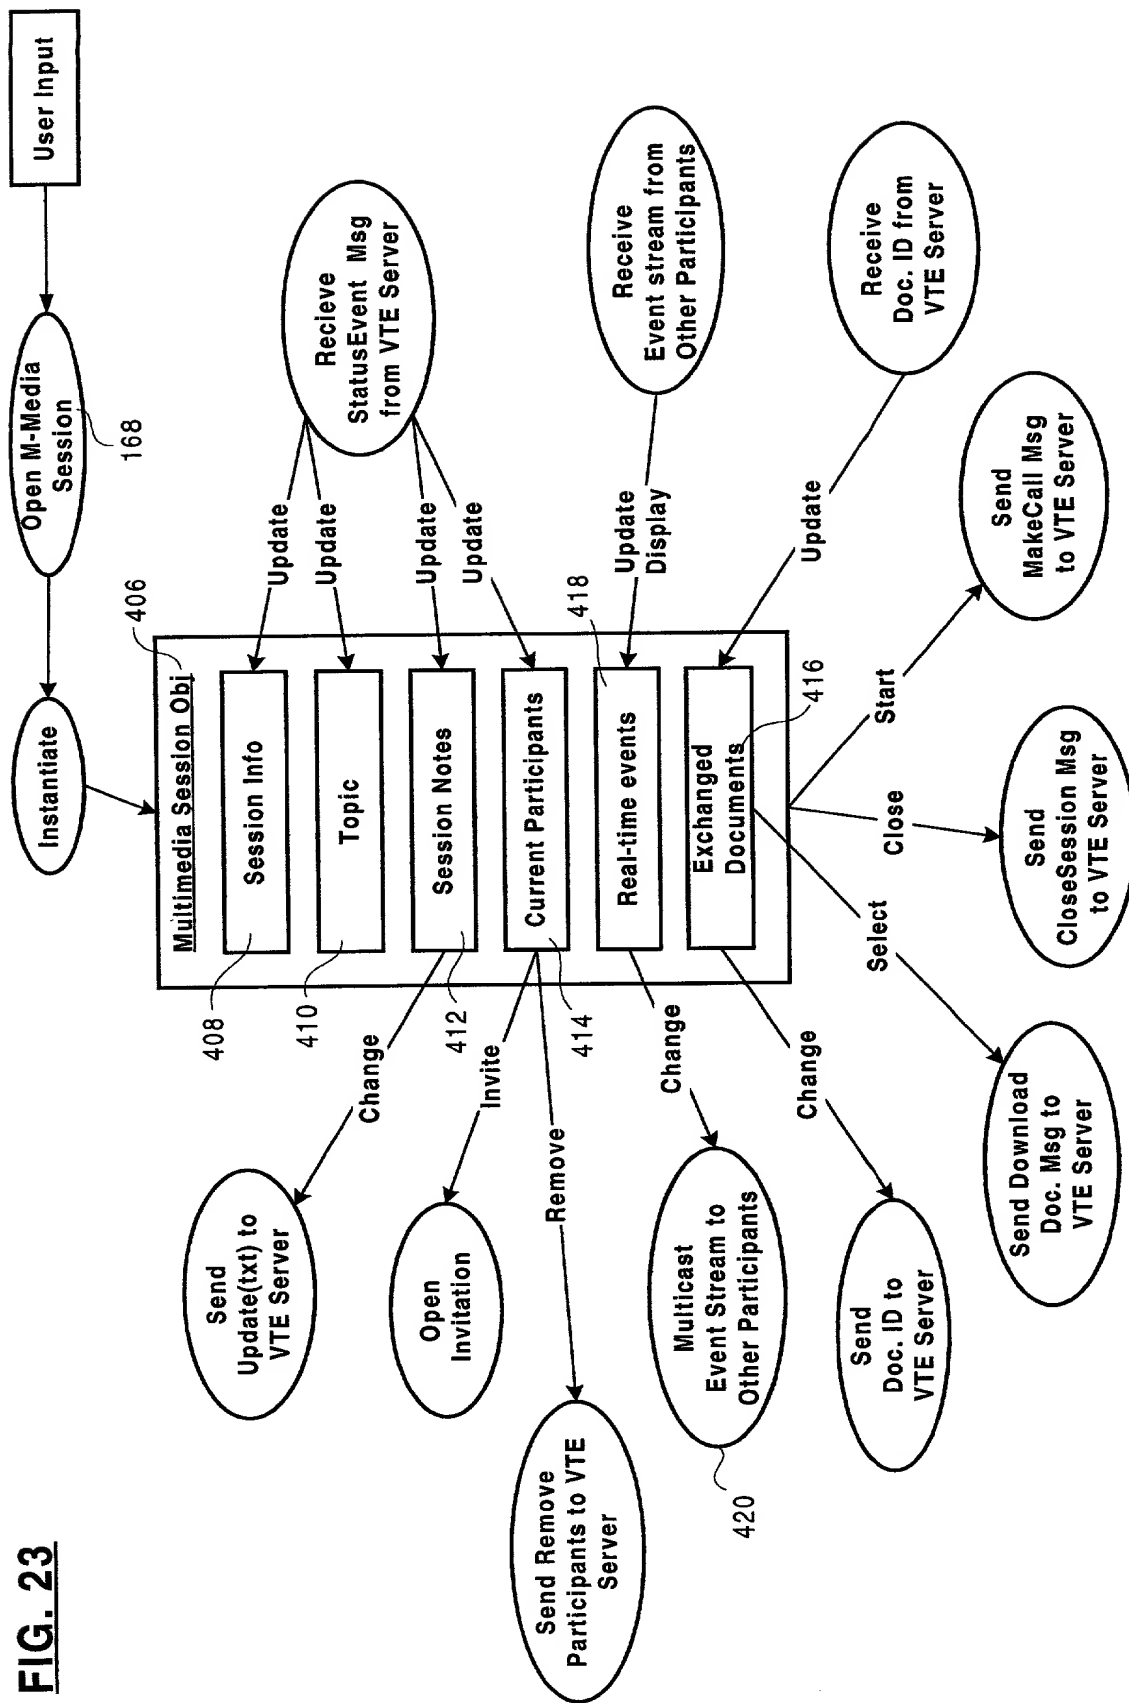 FIG. 23
User Input
Open M-Media
Session
168
Instantiate
406
Multimedia Session Obj
Session Info
408
Topic
410
Session Notes
412
Current Participants
414
Real-time events
418
Exchanged
Documents
416
Recieve
StatusEvent Msg
from VTE Server
Update
Update
Update
Update
Receive
Event stream from
Other Participants
Update
Display
Receive
Doc. ID from
VTE Server
Update
Change
Send
Update(txt) to
VTE Server
Invite
Open
Invitation
Remove
Send Remove
Participants to VTE
Server
Change
Multicast
Event Stream to
Other Participants
420
Change
Send
Doc. ID to
VTE Server
Select
Send Download
Doc. Msg to
VTE Server
Close
Send
CloseSession Msg
to VTE Server
Start
Send
MakeCall Msg
to VTE Server